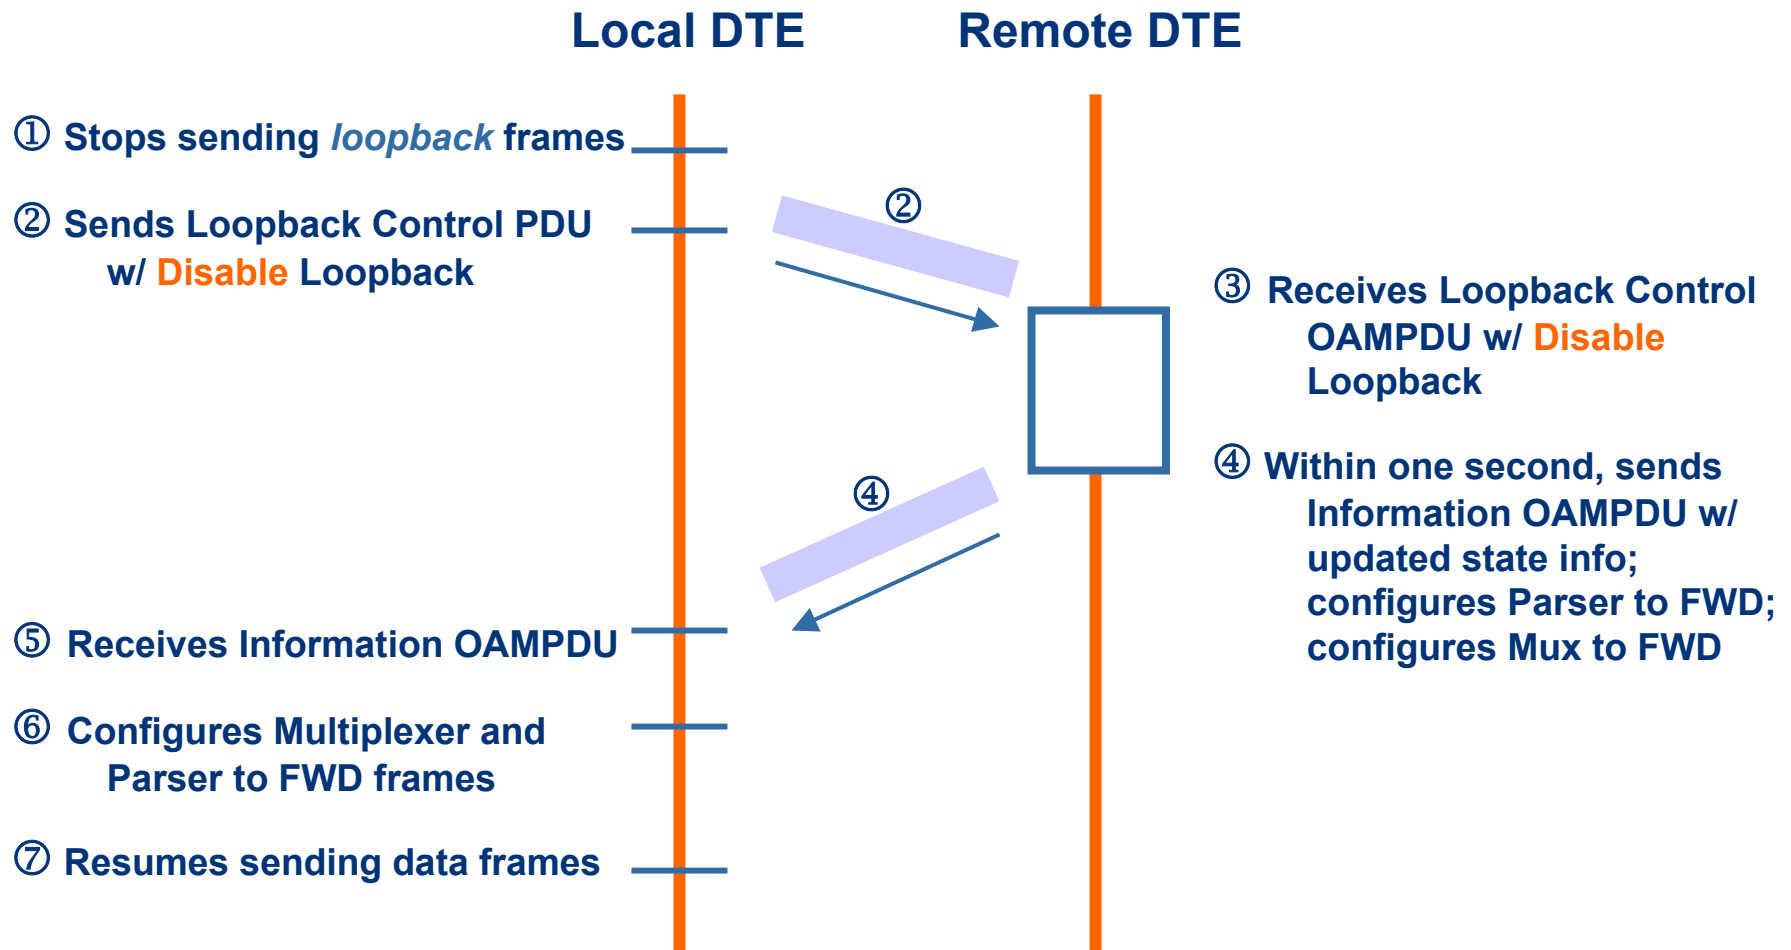 Local DTE
Remote DTE
① Stops sending loopback frames
② Sends Loopback Control PDU
w/ Disable Loopback
②
③ Receives Loopback Control
OAMPDU w/ Disable
Loopback
④ Within one second, sends
Information OAMPDU w/
updated state info;
configures Parser to FWD;
configures Mux to FWD
④
⑤ Receives Information OAMPDU
⑥ Configures Multiplexer and
Parser to FWD frames
⑦ Resumes sending data frames